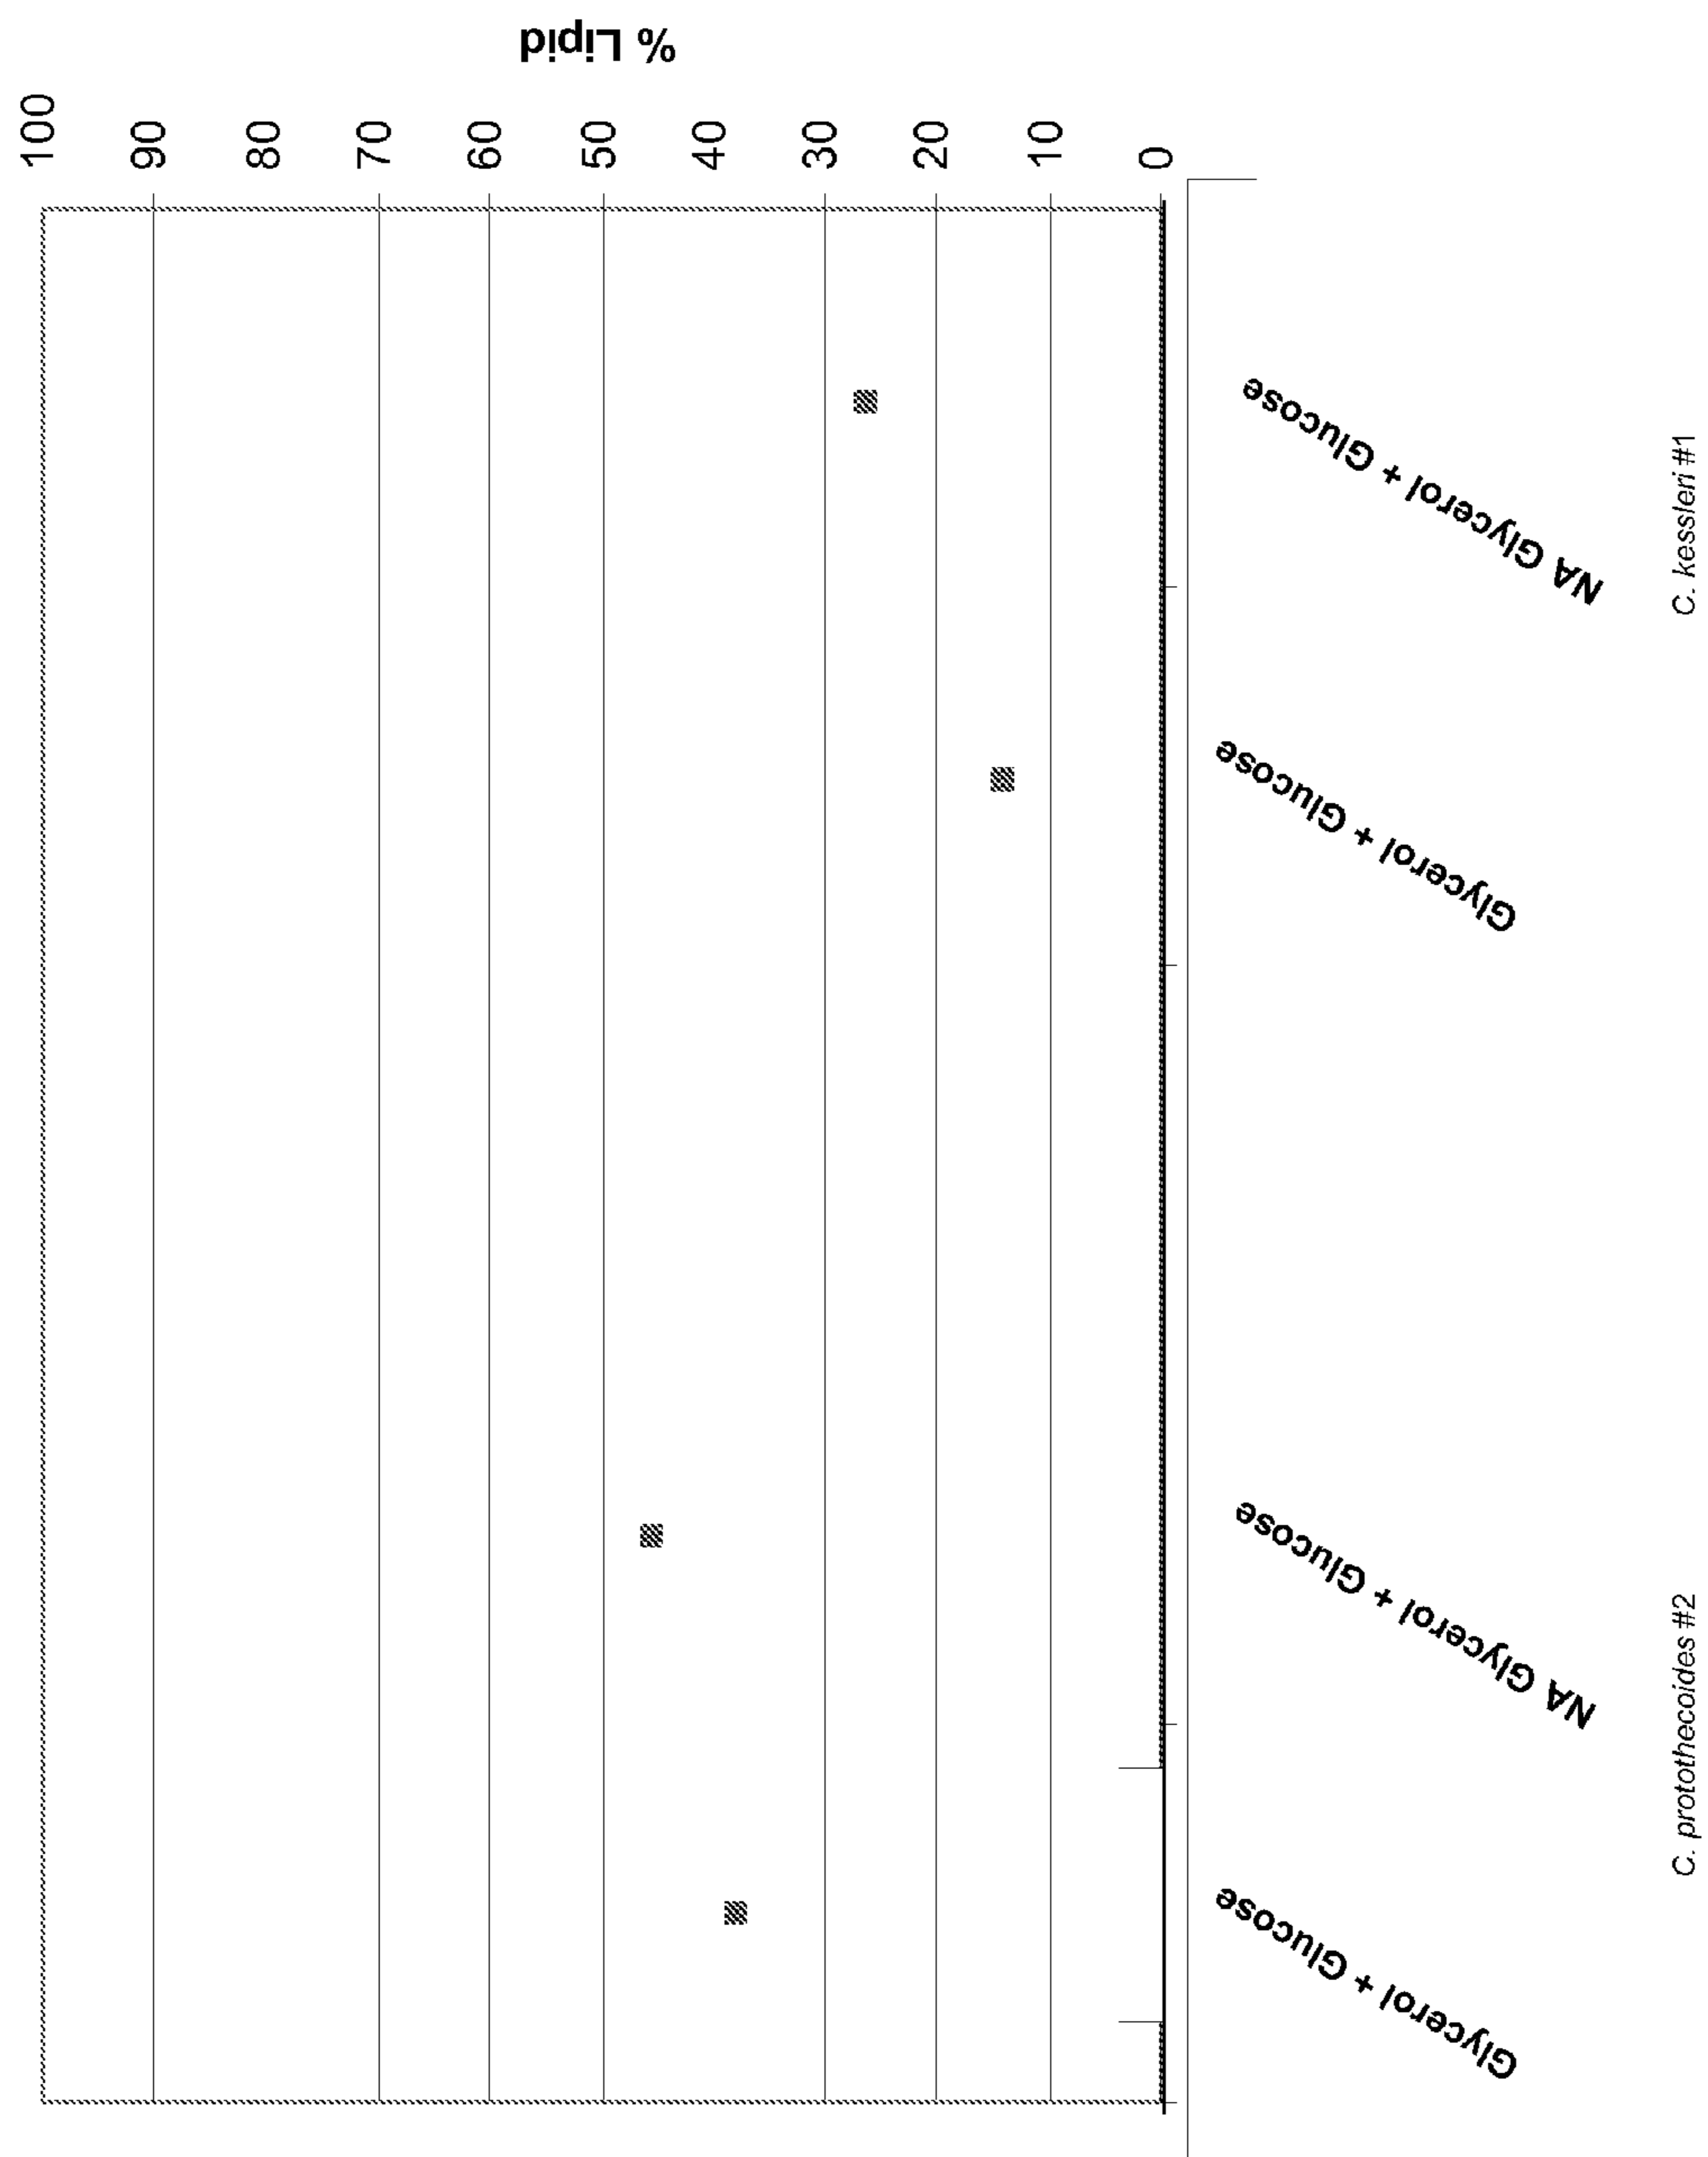 % Lipid
100
90
80
70
60
50
40
30
20
10
0
Glycerol + Glucose
NA Glycerol + Glucose
Glycerol + Glucose
NA Glycerol + Glucose
C. protothecoides #2
C. kessleri #1